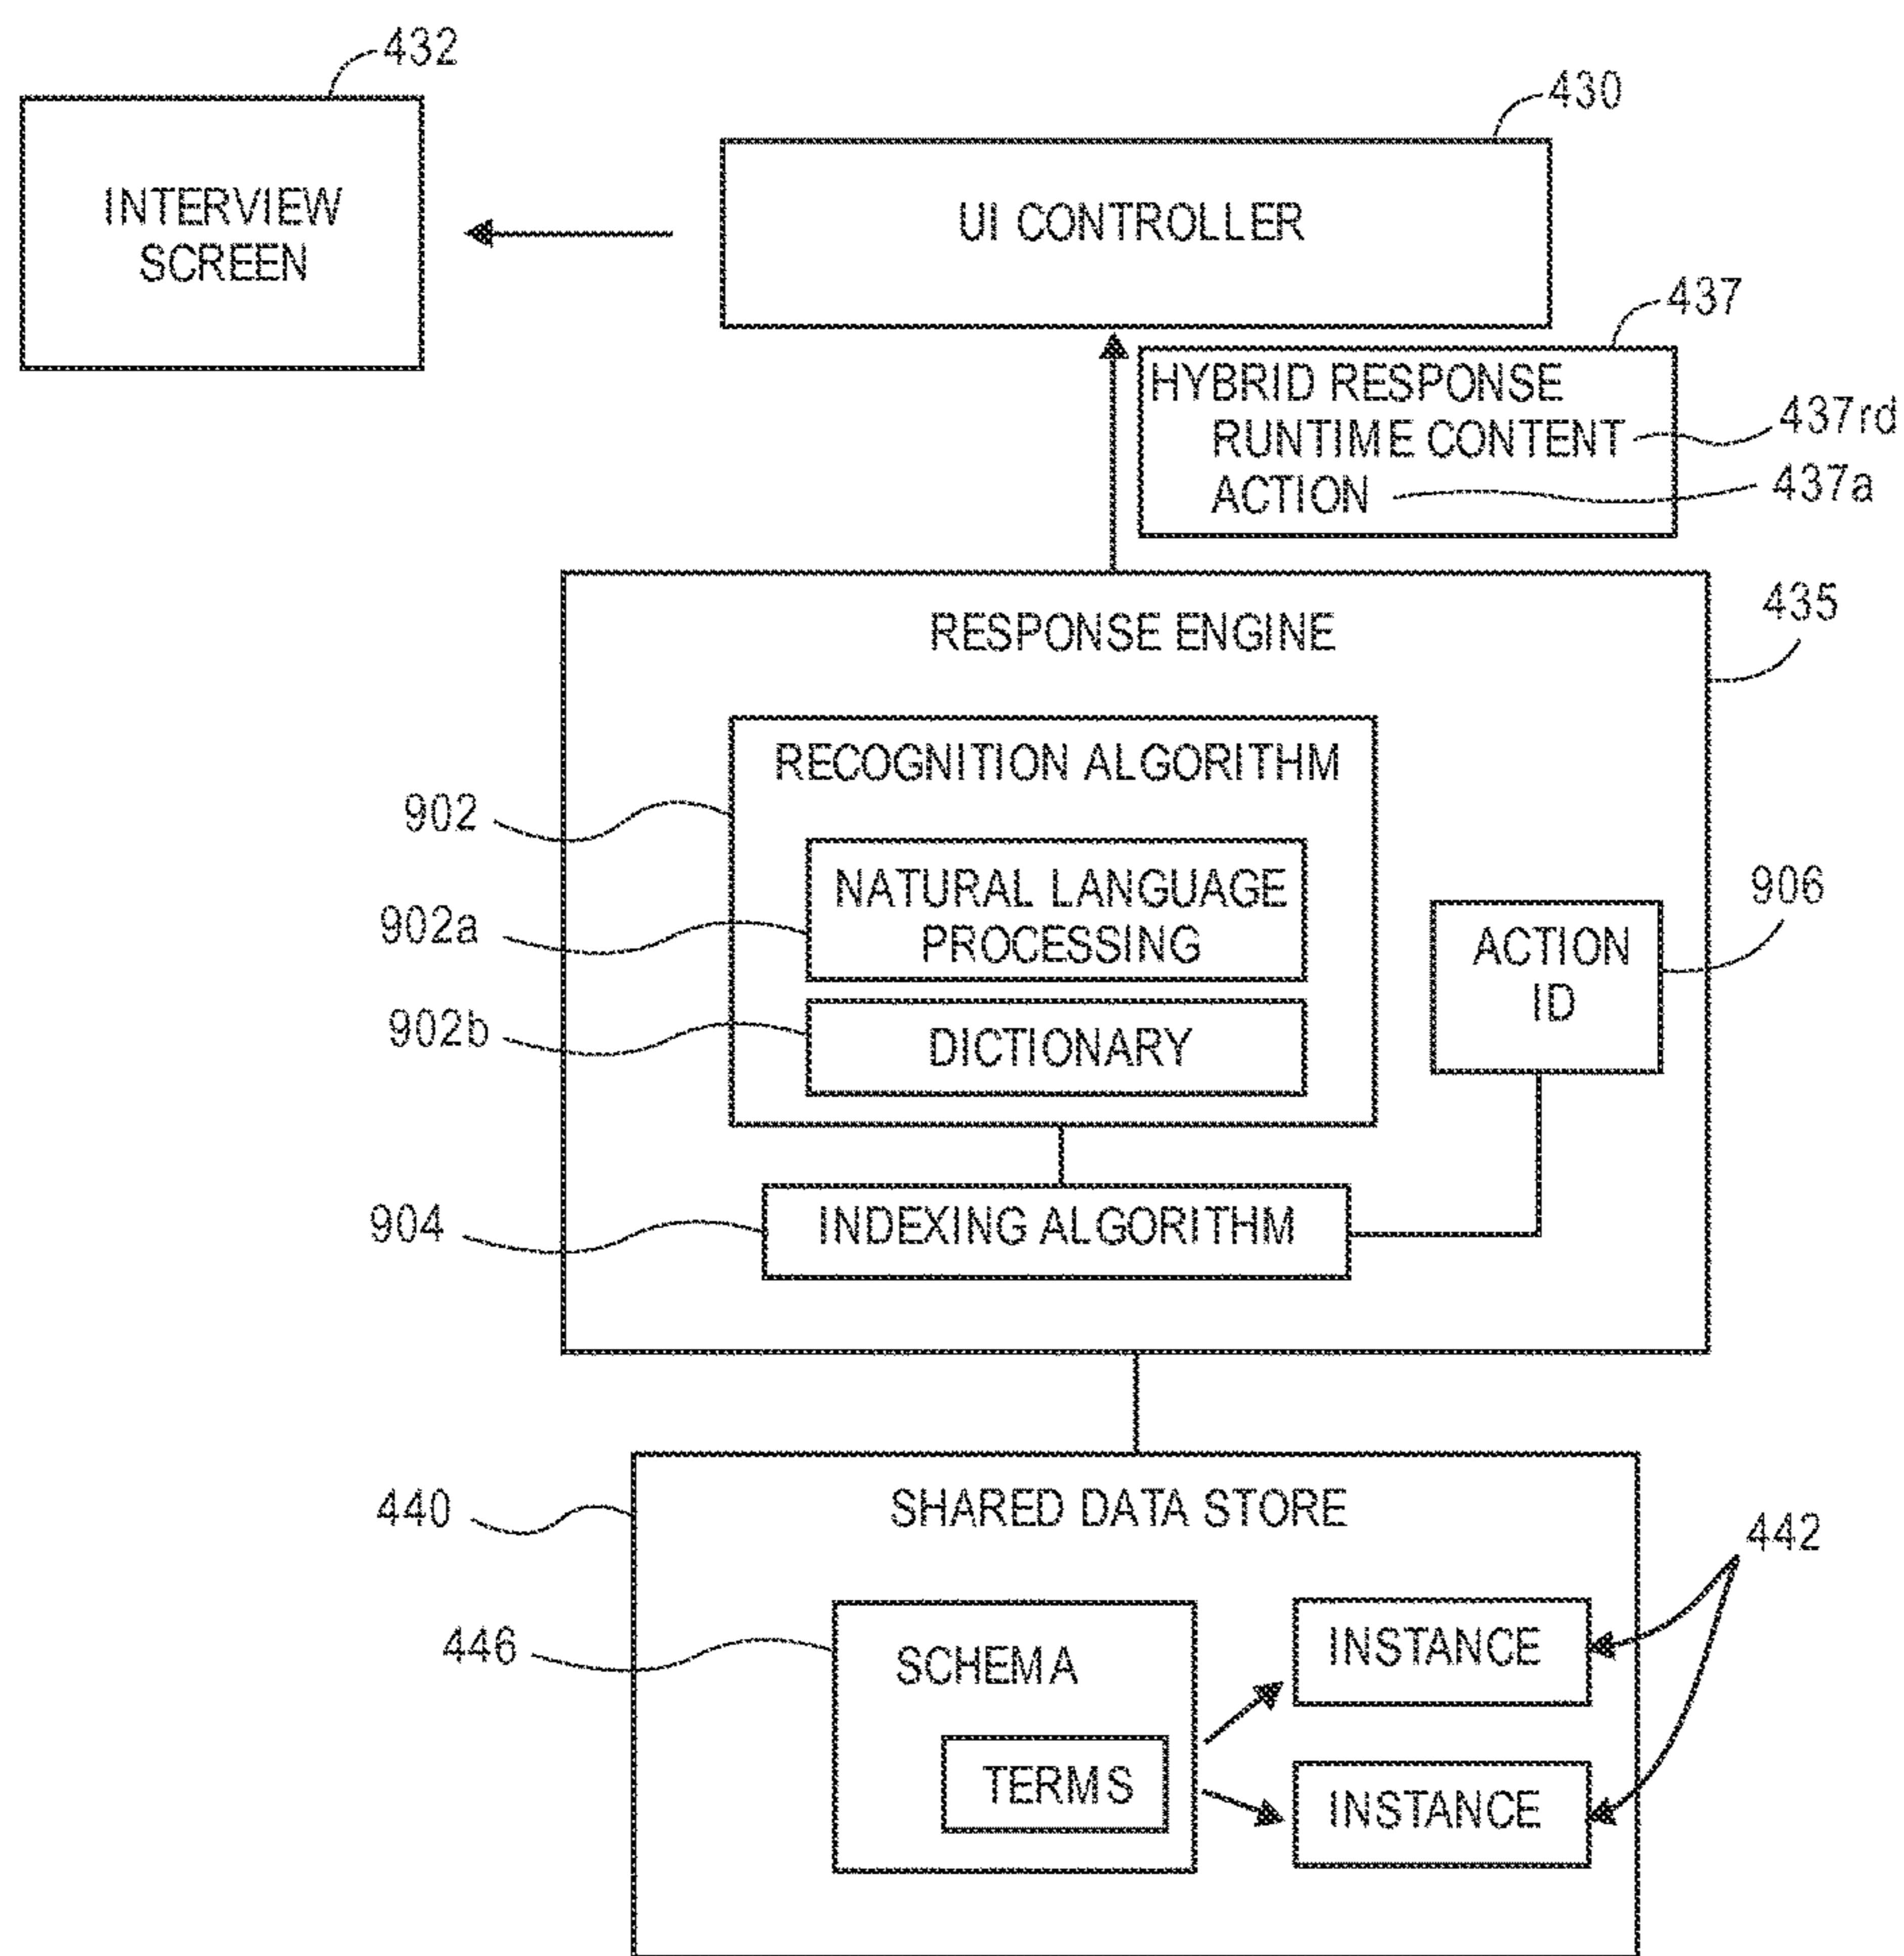 432
430
INTERVIEW
SCREEN
UI CONTROLLER
437
HYBRID RESPONSE
RUNTIME CONTENT
437rd
ACTION
437a
435
RESPONSE ENGINE
RECOGNITION ALGORITHM
902
NATURAL LANGUAGE
PROCESSING
902a
906
ACTION
ID
902b
DICTIONARY
904
INDEXING ALGORITHM
440
SHARED DATA STORE
442
446
SCHEMA
INSTANCE
TERMS
INSTANCE